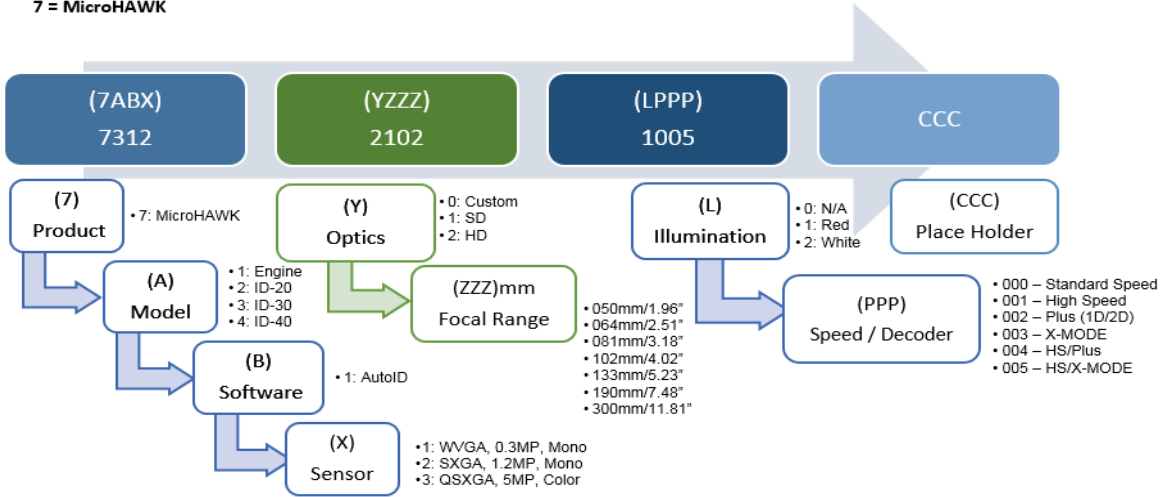 7 = MicroHAWK
(7ABX)
7312
(YZZZ)
2102
(LPPP)
1005
CCC
(7)
Product
• 7: MicroHAWK
(A)
Model
• 1: Engine
• 2: ID-20
• 3: ID-30
• 4: ID-40
(B)
Software
• 1: AutoID
(X)
Sensor
• 1: WVGA, 0.3MP, Mono
• 2: SXGA, 1.2MP, Mono
• 3: QSXGA, 5MP, Color
(Y)
Optics
• 0: Custom
• 1: SD
• 2: HD
(ZZZ)mm
Focal Range
• 050mm/1.96”
• 064mm/2.51”
• 081mm/3.18”
• 102mm/4.02”
• 133mm/5.23”
• 190mm/7.48”
• 300mm/11.81”
(L)
Illumination
• 0: N/A
• 1: Red
• 2: White
(PPP)
Speed / Decoder
• 000 – Standard Speed
• 001 – High Speed
• 002 – Plus (1D/2D)
• 003 – X-MODE
• 004 – HS/Plus
• 005 – HS/X-MODE
(CCC)
Place Holder